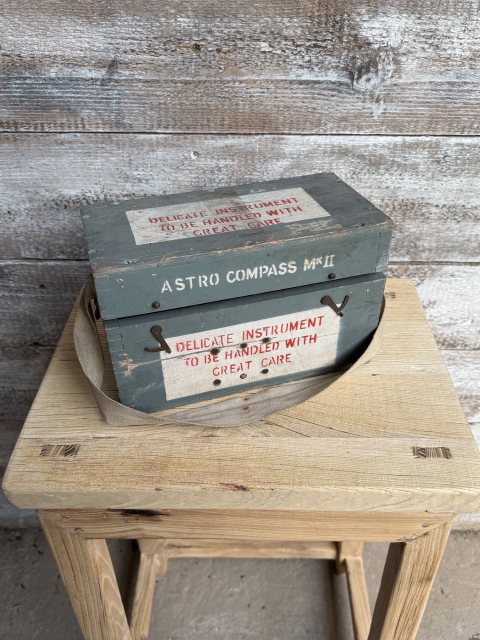 DELICATE INSTRUMENT
TO BE HANDLED WITH
GREAT CARE
ASTRO COMPASS MK II
DELICATE INSTRUMENT
TO BE HANDLED WITH
GREAT CARE